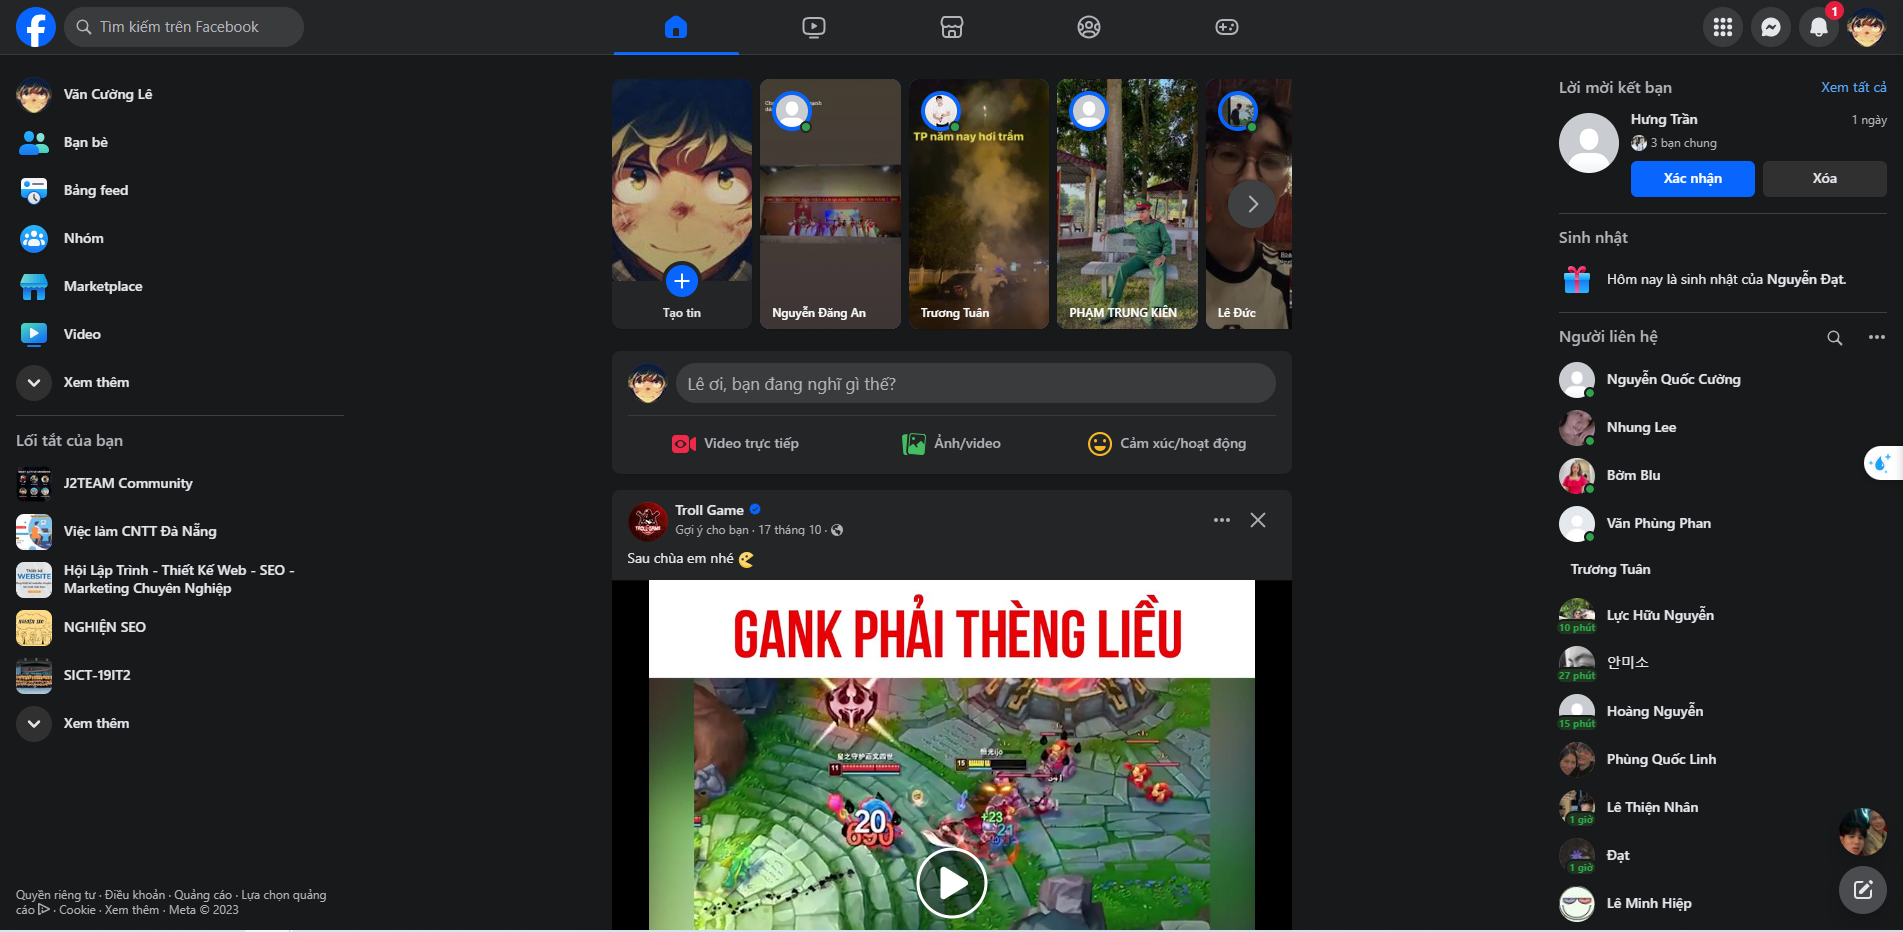 Tìm kiếm trên Facebook
1
Văn Cường Lê
Bạn bè
Bảng feed
Nhóm
Marketplace
Video
Xem thêm
Lối tắt của bạn
J2TEAM Community
Việc làm CNTT Đà Nẵng
Hội Lập Trình - Thiết Kế Web - SEO -
Marketing Chuyên Nghiệp
NGHIỆN SEO
SICT-19IT2
Xem thêm
Quyền riêng tư · Điều khoản · Quảng cáo · Lựa chọn quảng
cáo · Cookie · Xem thêm · Meta © 2023
Tạo tin
Nguyễn Đăng An
TP năm nay hơi trầm
Trương Tuân
PHẠM TRUNG KIÊN
Lê Đức
Lê ơi, bạn đang nghĩ gì thế?
Video trực tiếp
Ảnh/video
Cảm xúc/hoạt động
Troll Game
Gợi ý cho bạn · 17 tháng 10 ·
Sau chùa em nhé
GANK PHẢI THÈNG LIỀU
11
15
20
890
+23
21
Lời mời kết bạn
Xem tất cả
Hưng Trần
1 ngày
3 bạn chung
Xác nhận
Xóa
Sinh nhật
Hôm nay là sinh nhật của Nguyễn Đạt.
Người liên hệ
Nguyễn Quốc Cường
Nhung Lee
Bờm Blu
Văn Phùng Phan
Trương Tuân
Lực Hữu Nguyễn
10 phút
안미소
27 phút
Hoàng Nguyễn
15 phút
Phùng Quốc Linh
Lê Thiện Nhân
1 giờ
Đạt
1 giờ
Lê Minh Hiệp